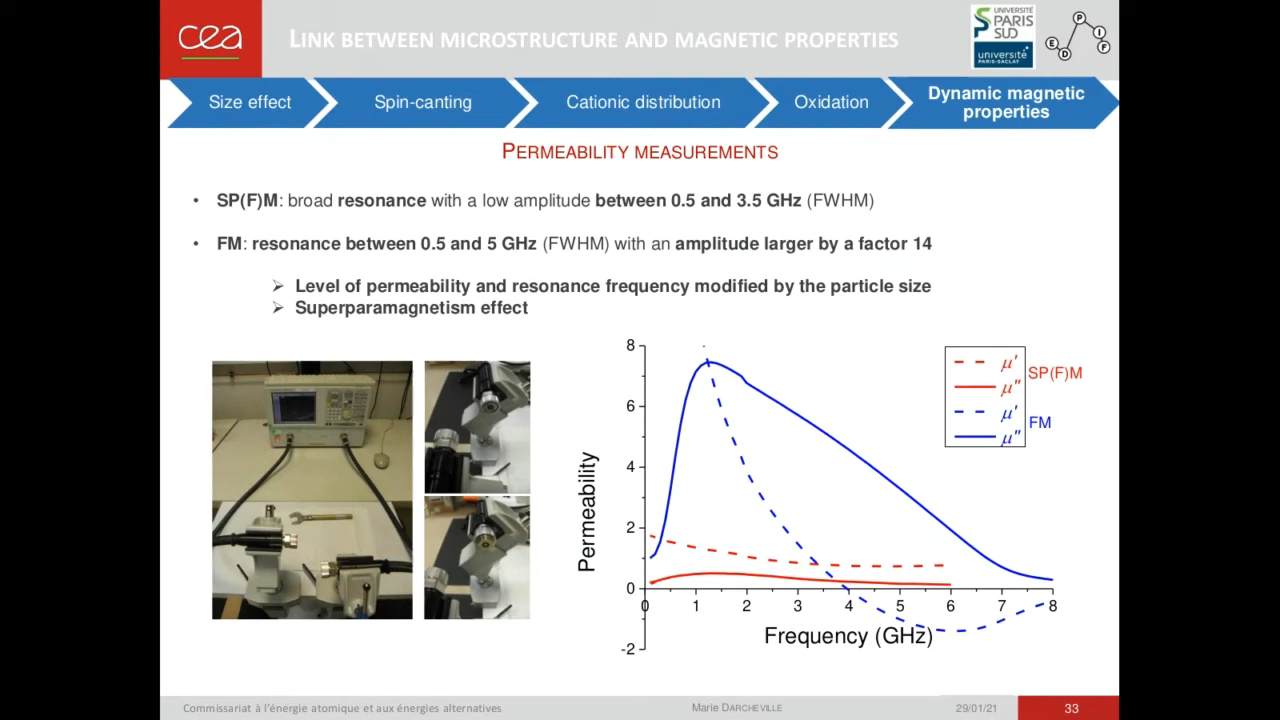 cea
LINK BETWEEN MICROSTRUCTURE AND MAGNETIC PROPERTIES
UNIVERSITÉ
PARIS
SUD
université
PARIS-SACLAY
E D P I F
Size effect
Spin-canting
Cationic distribution
Oxidation
Dynamic magnetic
properties
PERMEABILITY MEASUREMENTS
• SP(F)M: broad resonance with a low amplitude between 0.5 and 3.5 GHz (FWHM)
• FM: resonance between 0.5 and 5 GHz (FWHM) with an amplitude larger by a factor 14
➢ Level of permeability and resonance frequency modified by the particle size
➢ Superparamagnetism effect
8
6
4
2
0
-2
Permeability
0 1 2 3 4 5 6 7 8
Frequency (GHz)
μ'
μ"
SP(F)M
μ'
μ"
FM
Commissariat à l'énergie atomique et aux énergies alternatives
Marie DARCHEVILLE
29/01/21
33